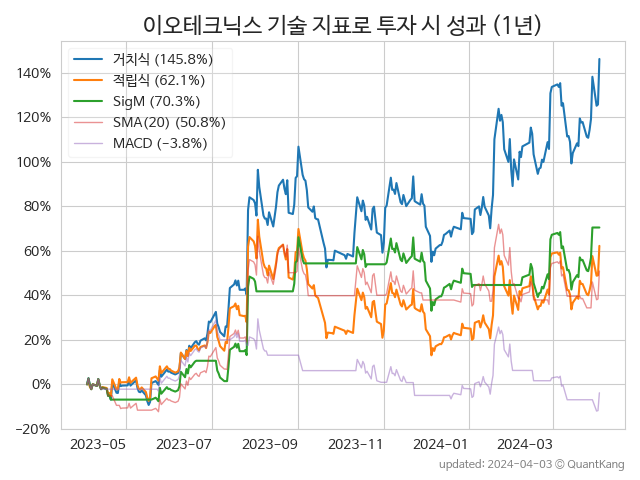 이오테크닉스 기술 지표로 투자 시 성과 (1년)
거치식 (145.8%)
적립식 (62.1%)
SigM (70.3%)
SMA(20) (50.8%)
MACD (−3.8%)
140%
120%
100%
80%
60%
40%
20%
0%
−20%
2023-05 2023-07 2023-09 2023-11 2024-01 2024-03
updated: 2024-04-03 © QuantKang